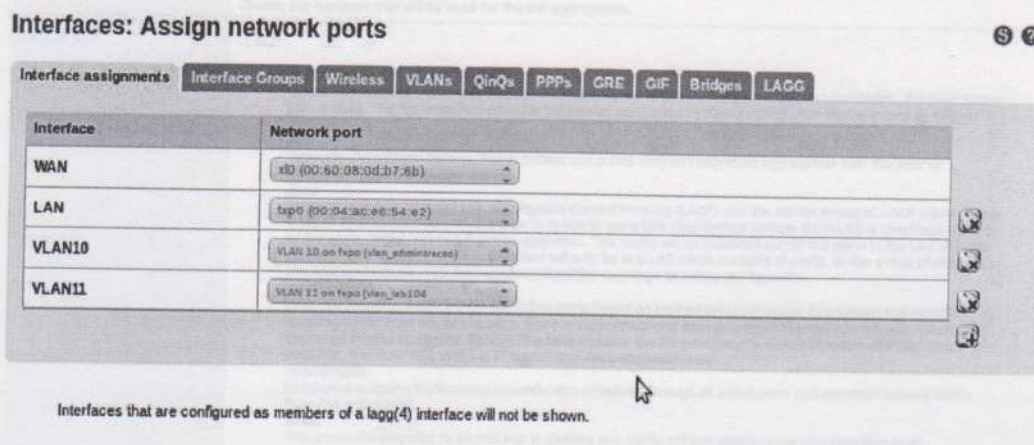 Interfaces: Assign network ports
Interface assignments Interface Groups Wireless VLANs QinQs PPPs GRE GIF Bridges LAGG
Interface Network port
WAN xl0 (00:60:08:0d:b7:6b)
LAN fxp0 (00:04:ac:e6:54:e2)
VLAN10 VLAN 10 on fxp0
VLAN11 VLAN 11 on fxp0 (vlan_lab104
Interfaces that are configured as members of a lagg(4) interface will not be shown.